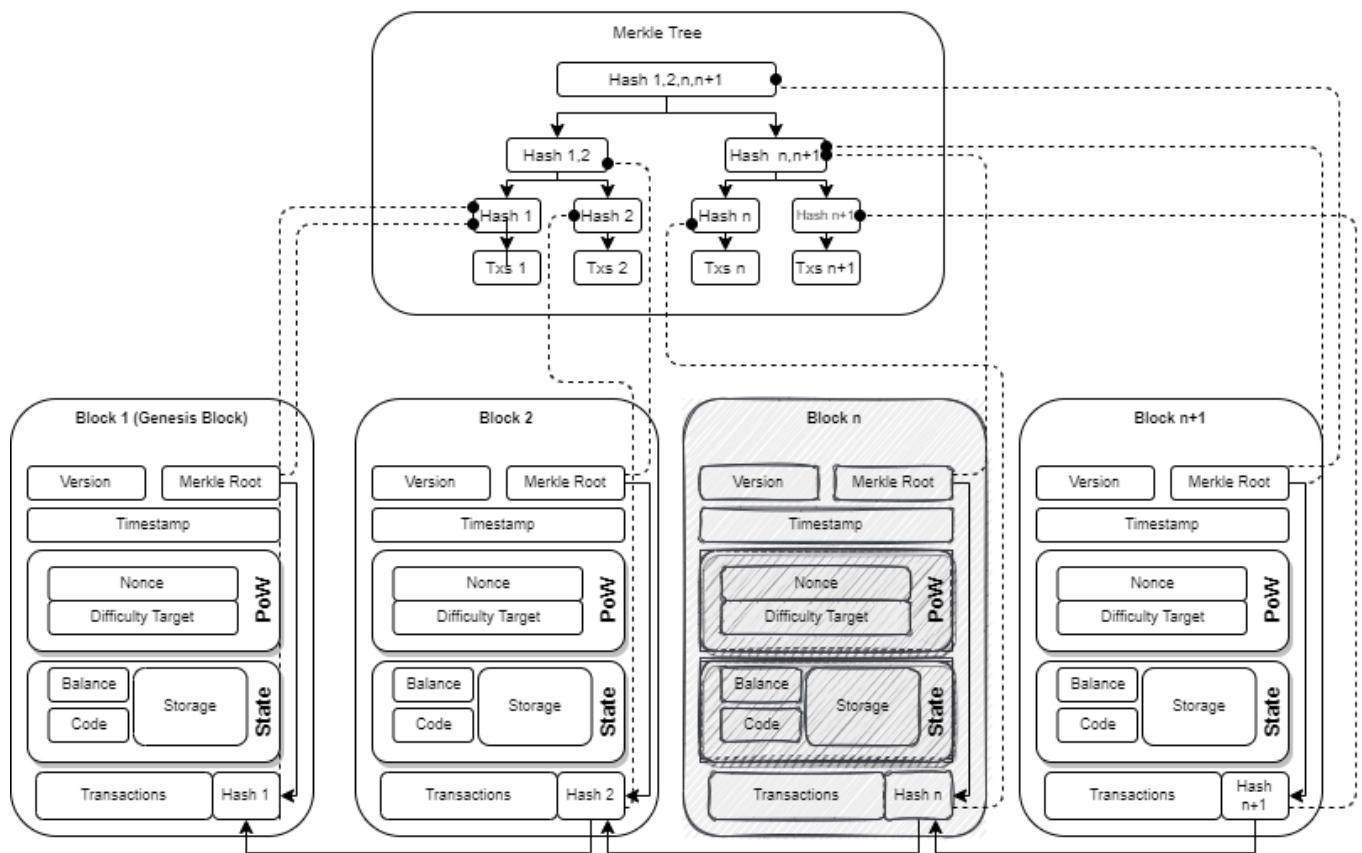 Merkle Tree
Hash 1,2,n,n+1
Hash 1,2
Hash n,n+1
Hash 1
Hash 2
Hash n
Hash n+1
Txs 1
Txs 2
Txs n
Txs n+1
Block 1 (Genesis Block)
Version
Merkle Root
Timestamp
Nonce
Difficulty Target
PoW
Balance
Code
Storage
State
Transactions
Hash 1
Block 2
Version
Merkle Root
Timestamp
Nonce
Difficulty Target
PoW
Balance
Code
Storage
State
Transactions
Hash 2
Block n
Version
Merkle Root
Timestamp
Nonce
Difficulty Target
PoW
Balance
Code
Storage
State
Transactions
Hash n
Block n+1
Version
Merkle Root
Timestamp
Nonce
Difficulty Target
PoW
Balance
Code
Storage
State
Transactions
Hash
n+1